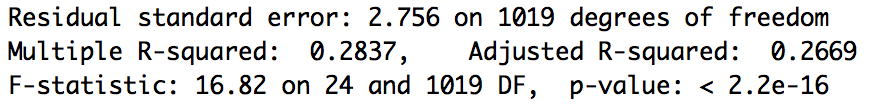 Residual standard error: 2.756 on 1019 degrees of freedom
Multiple R-squared:  0.2837,    Adjusted R-squared:  0.2669
F-statistic: 16.82 on 24 and 1019 DF,  p-value: < 2.2e-16